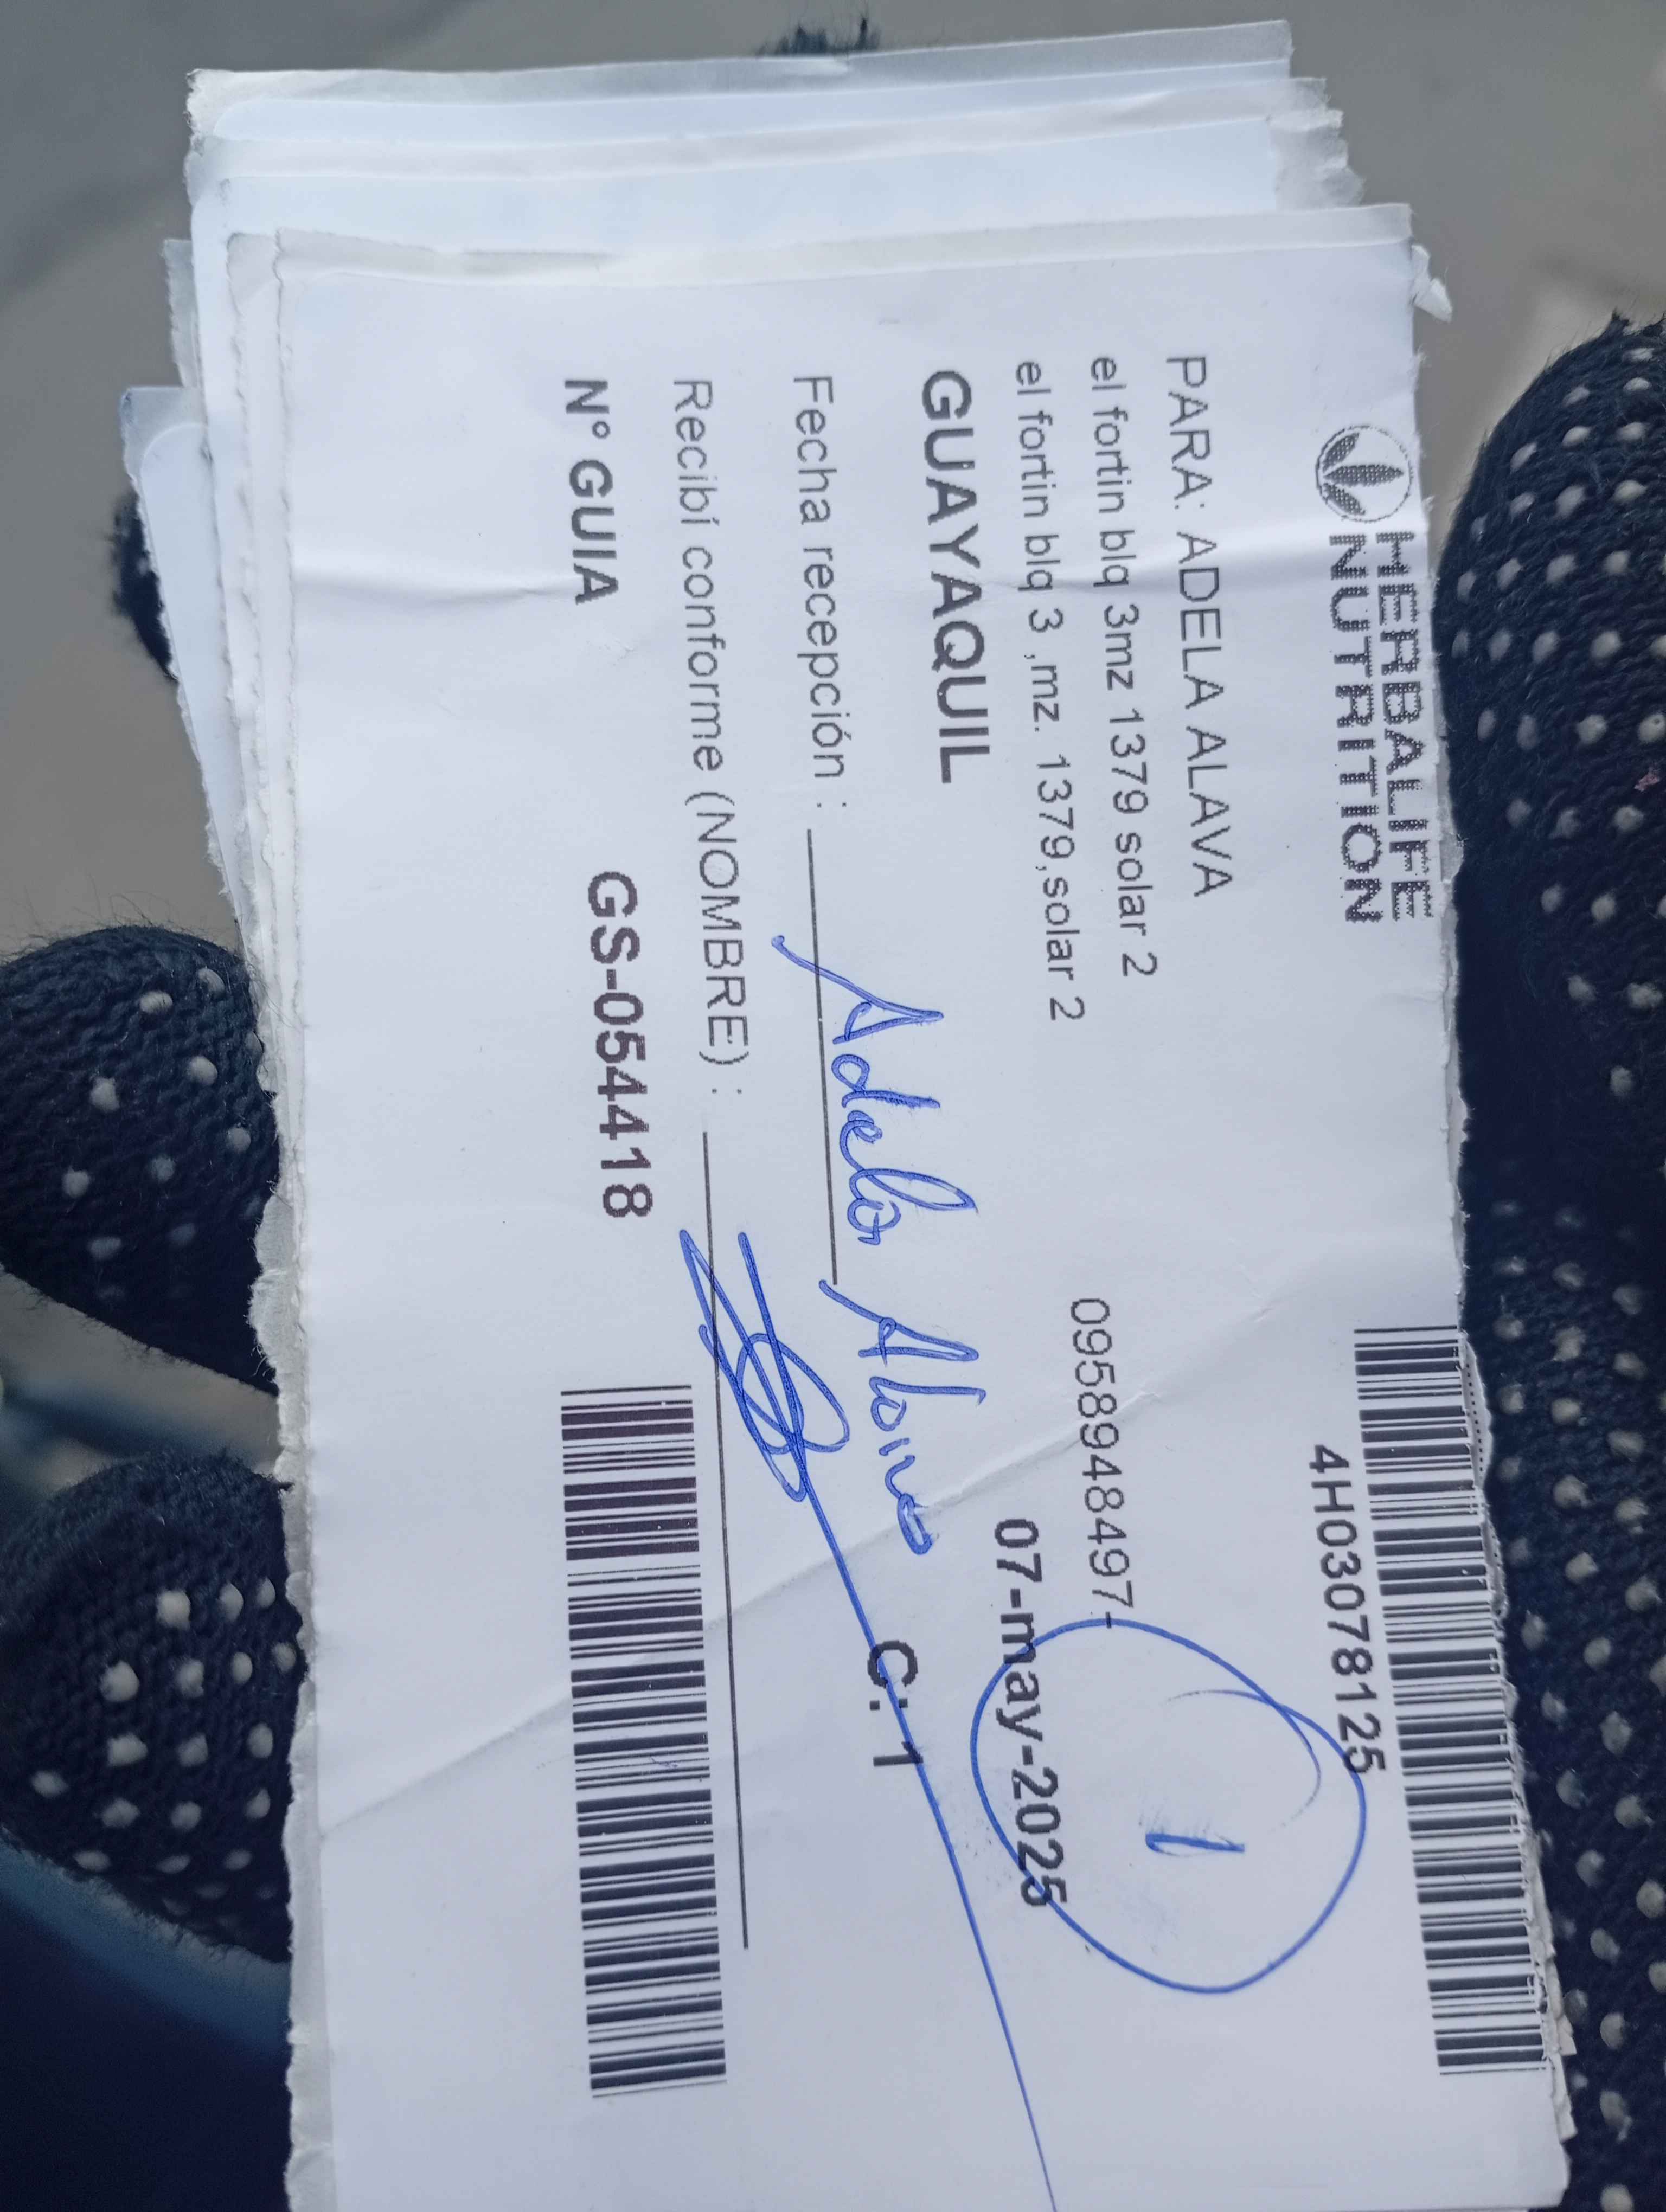 HERBALIFE
NUTRITION
4H03078125
PARA: ADELA ALAVA
el fortin blq 3mz 1379 solar 2
el fortin blq 3 ,mz. 1379,solar 2
0958948497-
1
GUAYAQUIL
07-may-2025
Fecha recepción :
Adela Alava
C: 1
Recibí conforme (NOMBRE) :
N° GUIA
GS-054418